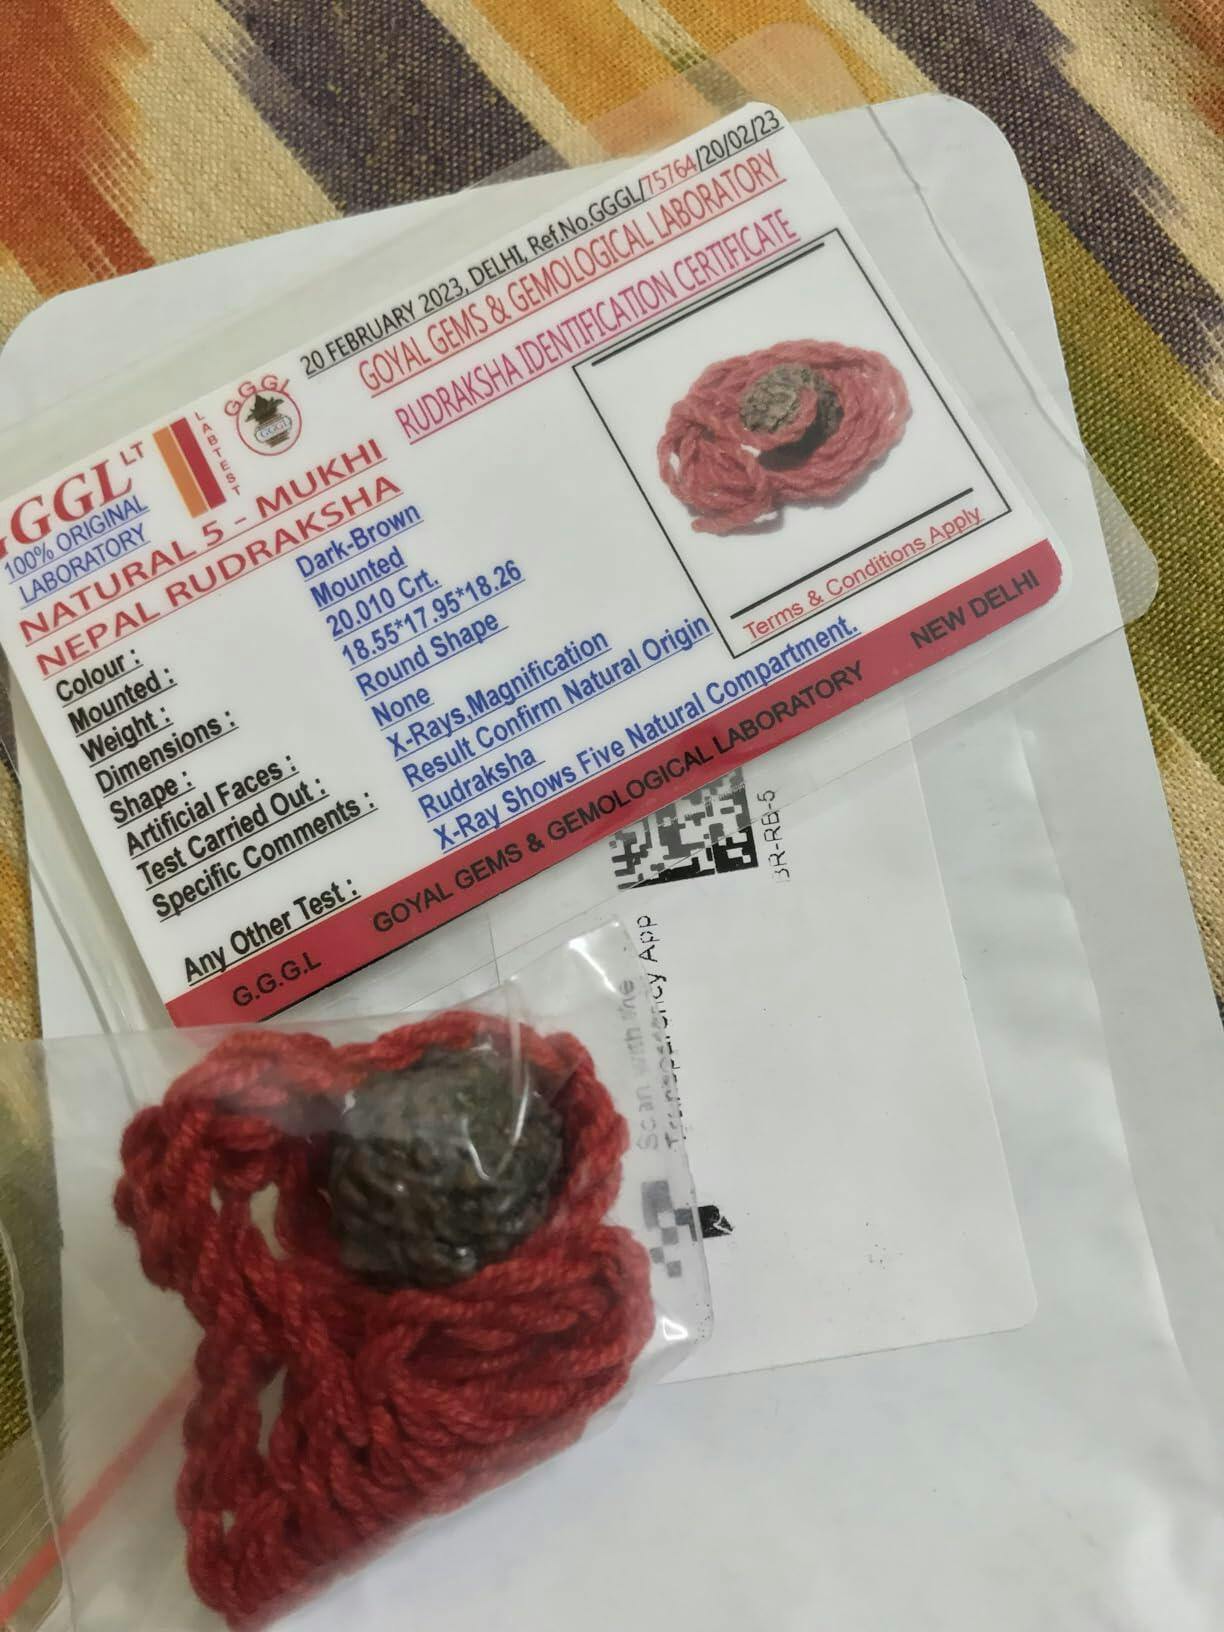 20 FEBRUARY 2023, DELHI, Ref.No.GGGL/75764/20/02/23
GOYAL GEMS & GEMOLOGICAL LABORATORY
RUDRAKSHA IDENTIFICATION CERTIFICATE
GGGL LT
100% ORIGINAL
LABORATORY
LABTEST
GGGL
GGGL
NATURAL 5 - MUKHI
NEPAL RUDRAKSHA
Colour : Dark-Brown
Mounted : Mounted
Weight : 20.010 Crt.
Dimensions : 18.55*17.95*18.26
Shape : Round Shape
Artificial Faces : None
Test Carried Out : X-Rays,Magnification
Specific Comments : Result Confirm Natural Origin
Rudraksha
Any Other Test : X-Ray Shows Five Natural Compartment.
Terms & Conditions Apply
G.G.G.L GOYAL GEMS & GEMOLOGICAL LABORATORY NEW DELHI
BR-RB-5
Scan with the
Transparency App